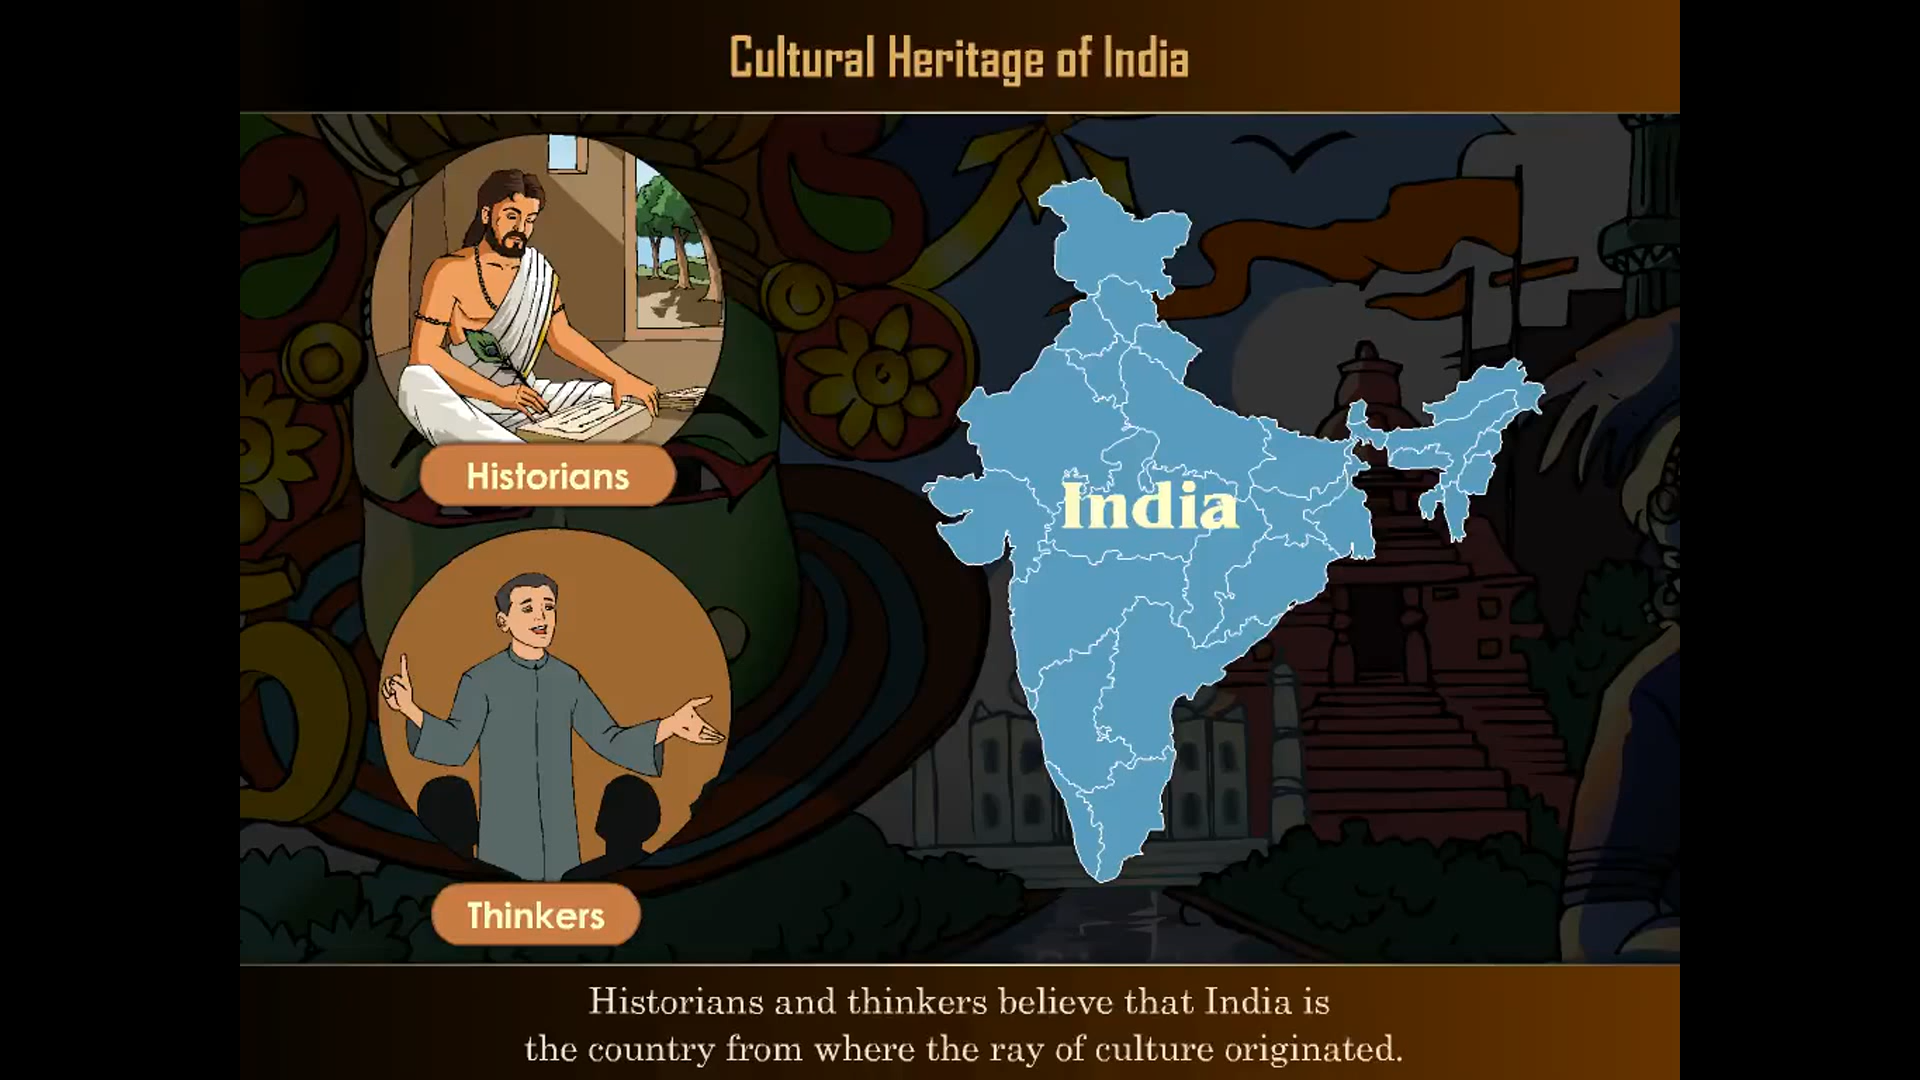 Cultural Heritage of India
Historians
India
Thinkers
Historians and thinkers believe that India is
the country from where the ray of culture originated.